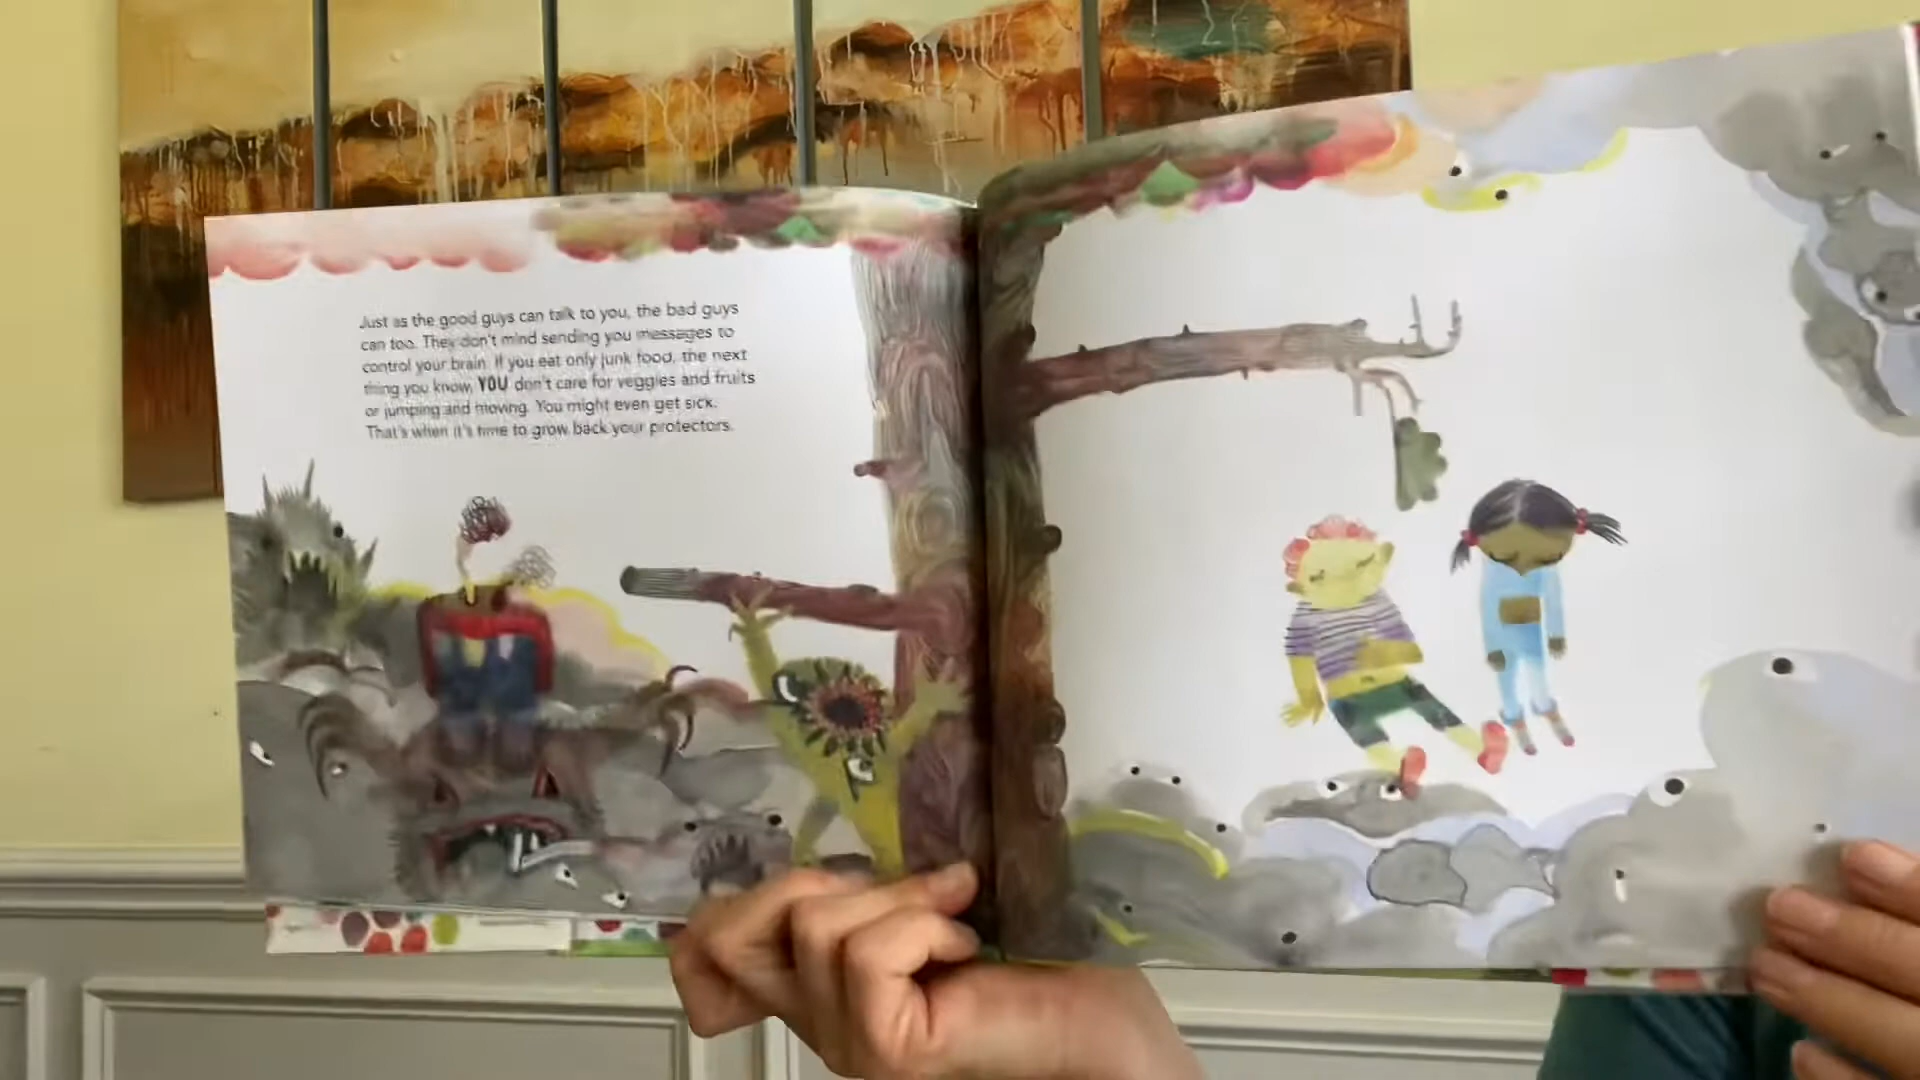 Just as the good guys can talk to you, the bad guys
can too. They don't mind sending you messages to
control your brain. If you eat only junk food, the next
thing you know, YOU don't care for veggies and fruits
or jumping and moving. You might even get sick.
That's when it's time to grow back your protectors.